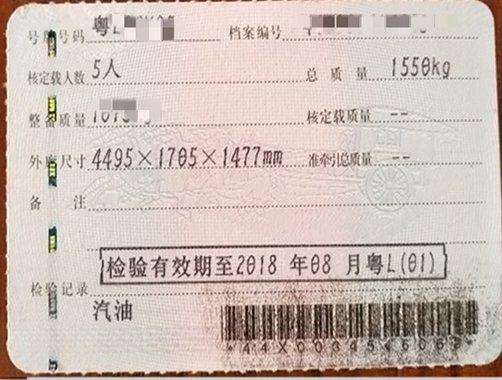 号牌号码 粤L 档案编号
核定载人数 5人 总质量 1550kg
整备质量 核定载质量 --
外廓尺寸 4495×1705×1477mm 准牵引总质量 --
备注
检验有效期至2018 年08 月粤L(01)
检验记录
汽油